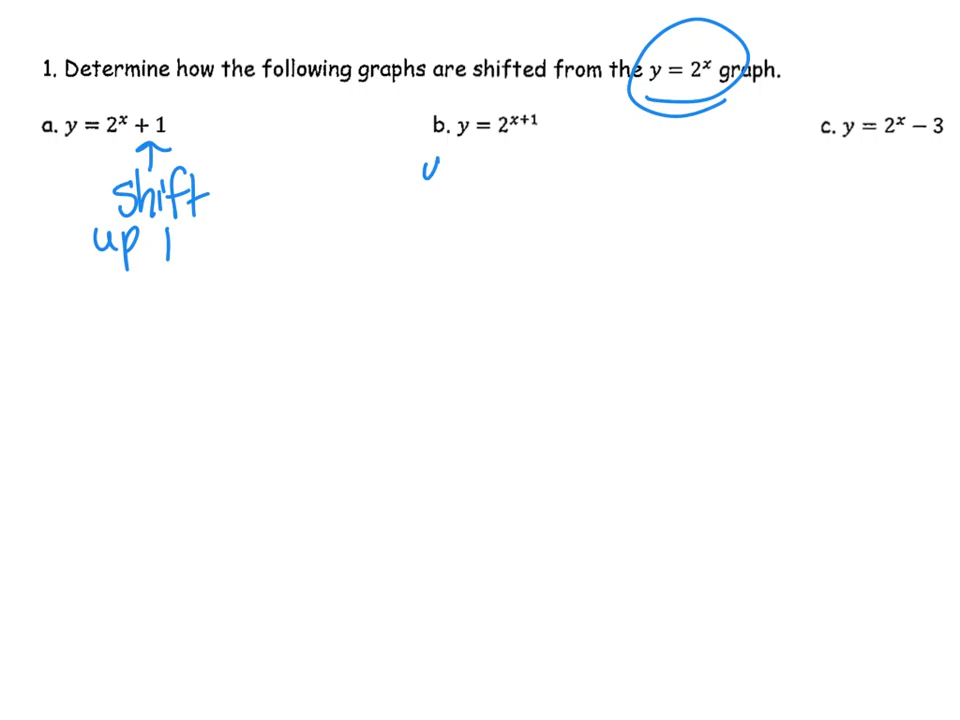 1. Determine how the following graphs are shifted from the y = 2ˣ graph.
a. y = 2ˣ + 1 b. y = 2ˣ⁺¹ c. y = 2ˣ − 3
shift
up 1